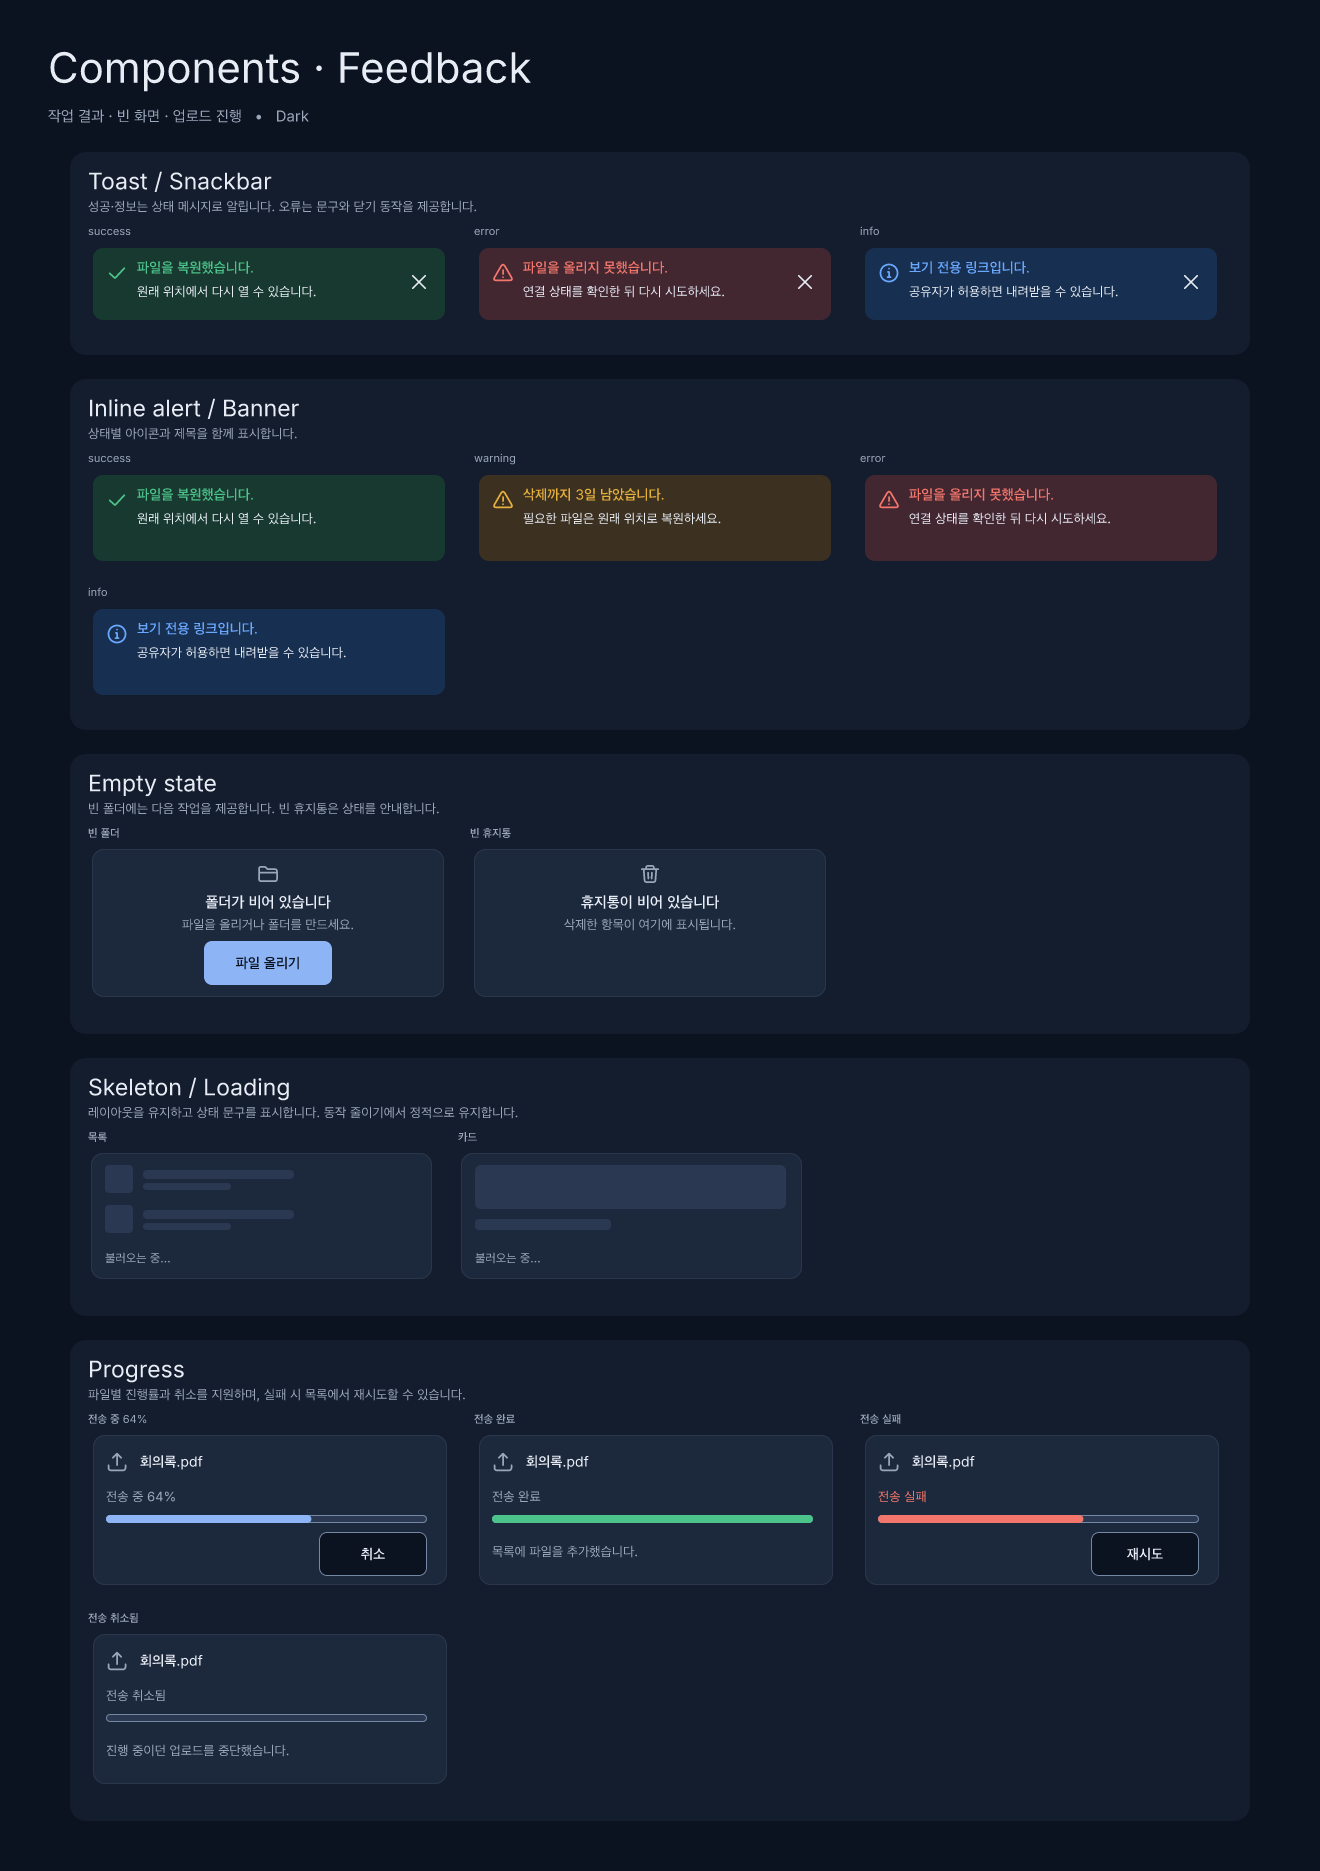 Components · Feedback
작업 결과 · 빈 화면 · 업로드 진행 • Dark
Toast / Snackbar
성공·정보는 상태 메시지로 알립니다. 오류는 문구와 닫기 동작을 제공합니다.
success
파일을 복원했습니다.
원래 위치에서 다시 열 수 있습니다.
error
파일을 올리지 못했습니다.
연결 상태를 확인한 뒤 다시 시도하세요.
info
보기 전용 링크입니다.
공유자가 허용하면 내려받을 수 있습니다.
Inline alert / Banner
상태별 아이콘과 제목을 함께 표시합니다.
success
파일을 복원했습니다.
원래 위치에서 다시 열 수 있습니다.
warning
삭제까지 3일 남았습니다.
필요한 파일은 원래 위치로 복원하세요.
error
파일을 올리지 못했습니다.
연결 상태를 확인한 뒤 다시 시도하세요.
info
보기 전용 링크입니다.
공유자가 허용하면 내려받을 수 있습니다.
Empty state
빈 폴더에는 다음 작업을 제공합니다. 빈 휴지통은 상태를 안내합니다.
빈 폴더
폴더가 비어 있습니다
파일을 올리거나 폴더를 만드세요.
파일 올리기
빈 휴지통
휴지통이 비어 있습니다
삭제한 항목이 여기에 표시됩니다.
Skeleton / Loading
레이아웃을 유지하고 상태 문구를 표시합니다. 동작 줄이기에서 정적으로 유지합니다.
목록
불러오는 중…
카드
불러오는 중…
Progress
파일별 진행률과 취소를 지원하며, 실패 시 목록에서 재시도할 수 있습니다.
전송 중 64%
회의록.pdf
전송 중 64%
취소
전송 완료
회의록.pdf
전송 완료
목록에 파일을 추가했습니다.
전송 실패
회의록.pdf
전송 실패
재시도
전송 취소됨
회의록.pdf
전송 취소됨
진행 중이던 업로드를 중단했습니다.